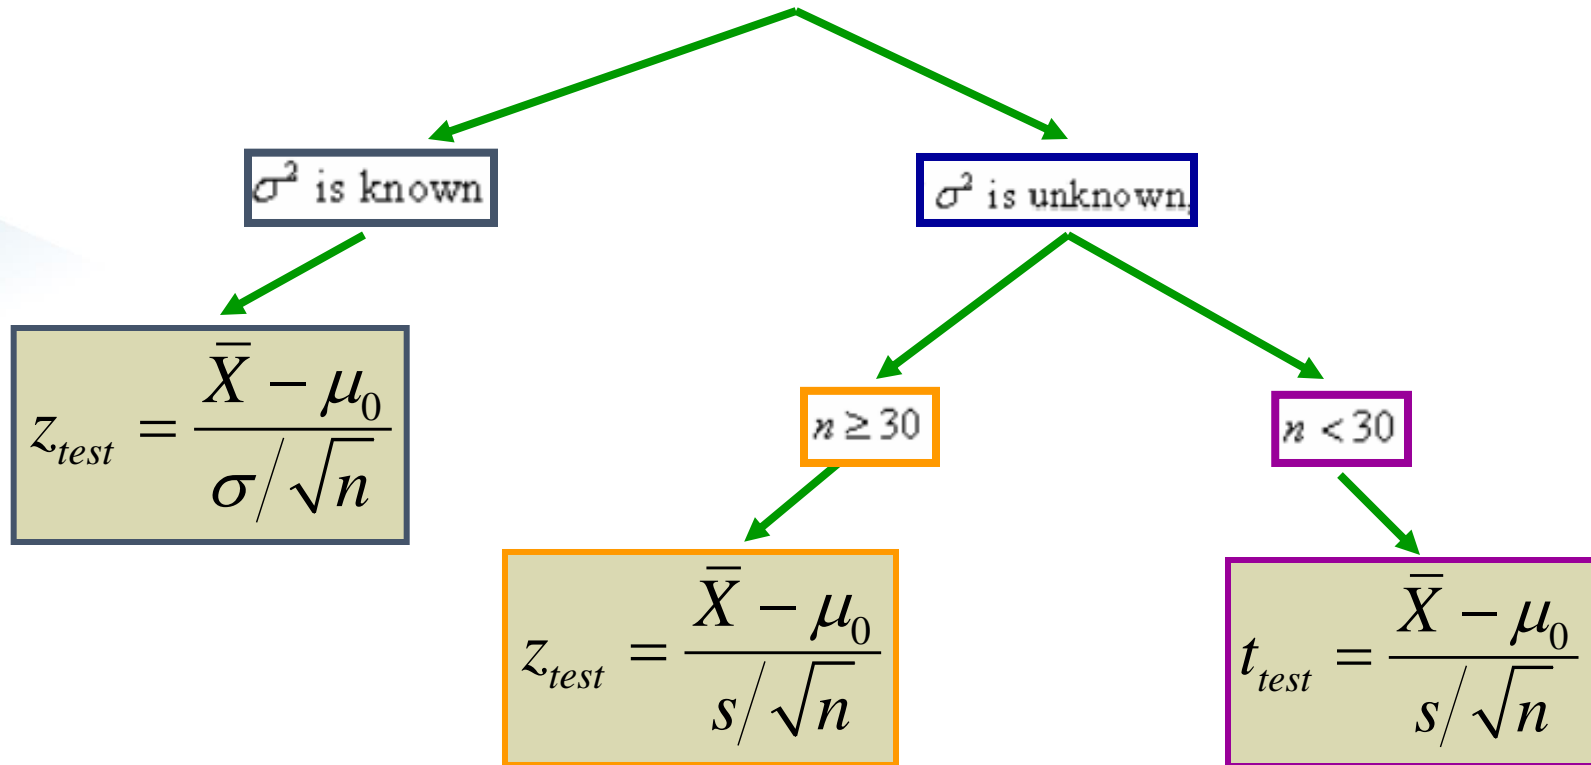 σ² is known
σ² is unknown,
z_test = (X̄ − μ₀) / (σ/√n)
n ≥ 30
n < 30
z_test = (X̄ − μ₀) / (s/√n)
t_test = (X̄ − μ₀) / (s/√n)